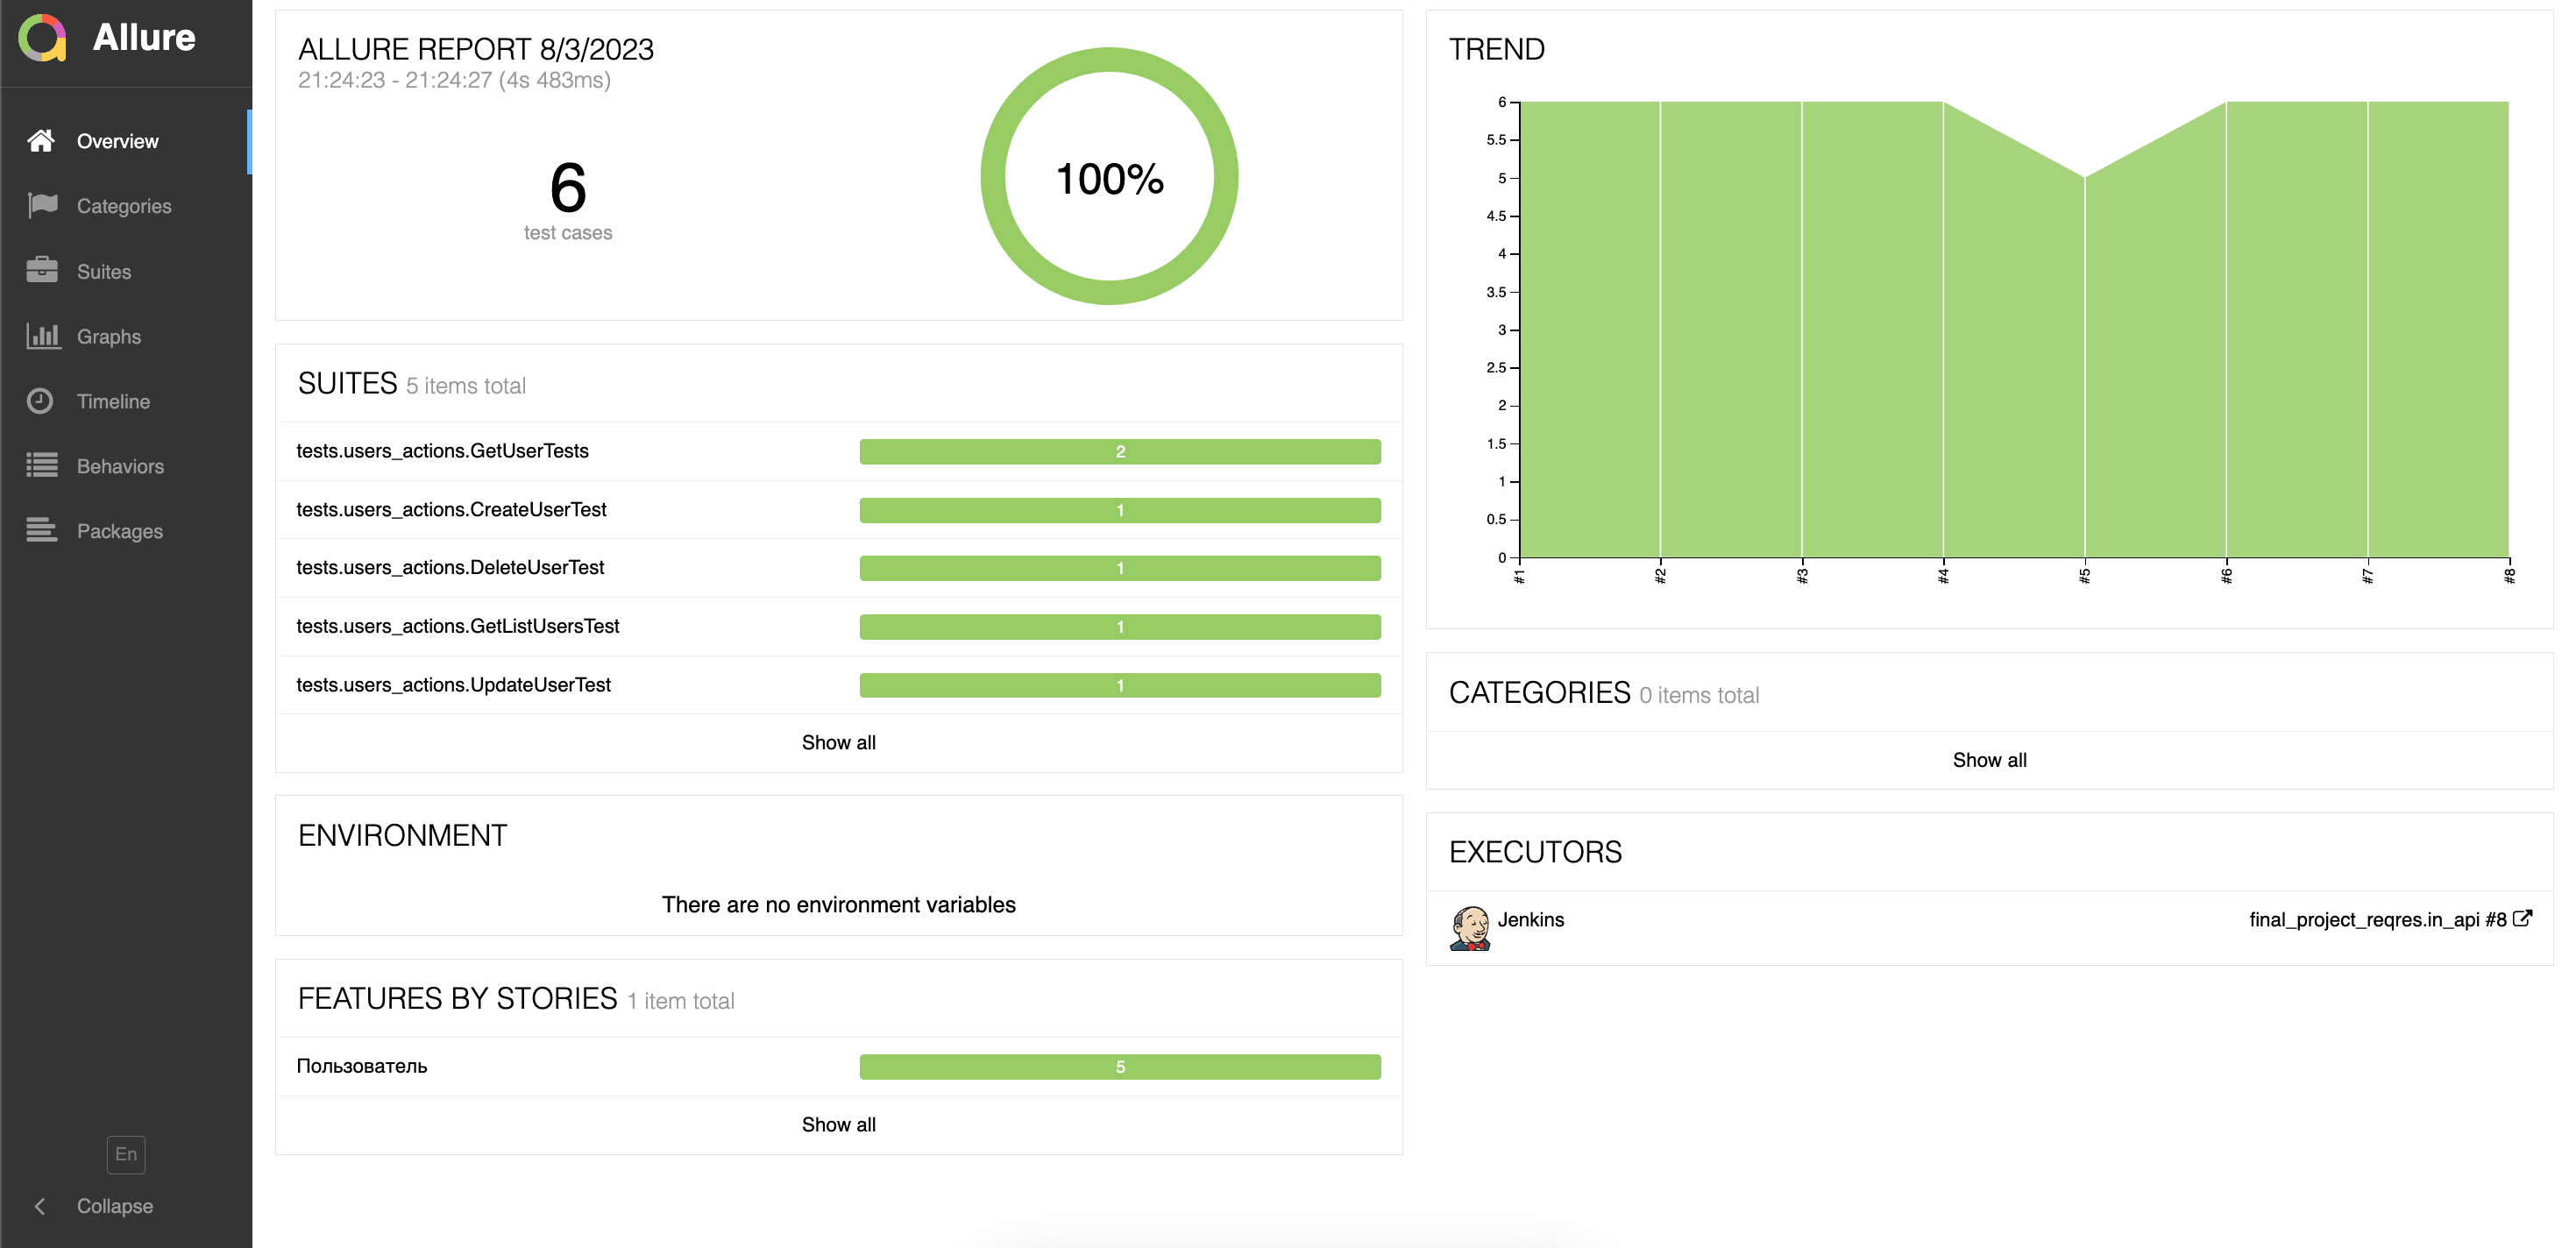 Allure
Overview
Categories
Suites
Graphs
Timeline
Behaviors
Packages
En
Collapse
ALLURE REPORT 8/3/2023
21:24:23 - 21:24:27 (4s 483ms)
6
test cases
100%
SUITES 5 items total
tests.users_actions.GetUserTests 2
tests.users_actions.CreateUserTest 1
tests.users_actions.DeleteUserTest 1
tests.users_actions.GetListUsersTest 1
tests.users_actions.UpdateUserTest 1
Show all
ENVIRONMENT
There are no environment variables
FEATURES BY STORIES 1 item total
Пользователь 5
Show all
TREND
6
5.5
5
4.5
4
3.5
3
2.5
2
1.5
1
0.5
0
#1 #2 #3 #4 #5 #6 #7 #8
CATEGORIES 0 items total
Show all
EXECUTORS
Jenkins final_project_reqres.in_api #8